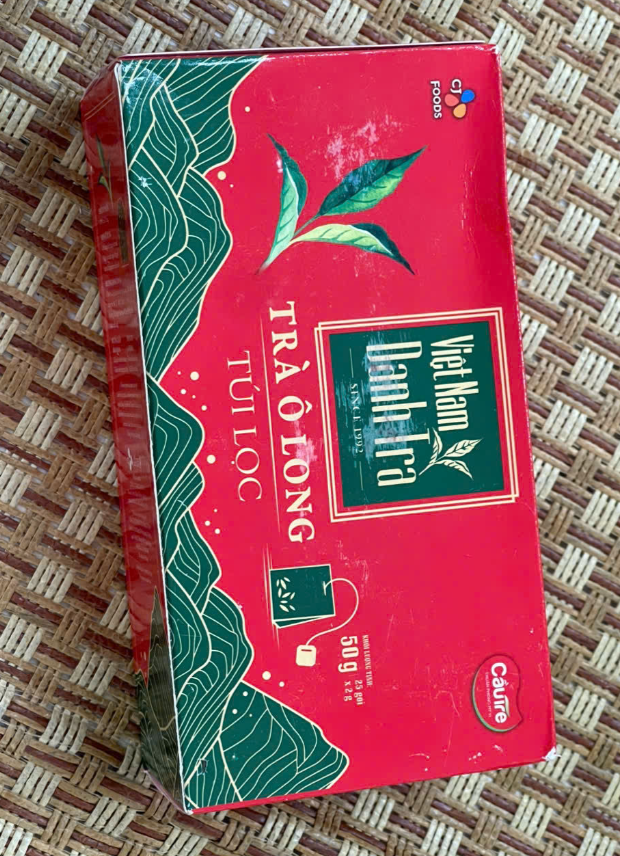 CJ
FOODS
Việt Nam
Danh Trà
SINCE 1992
TRÀ Ô LONG
TÚI LỌC
KHỐI LƯỢNG TỊNH:
50 g
25 gói
x 2 g
Cầu Tre